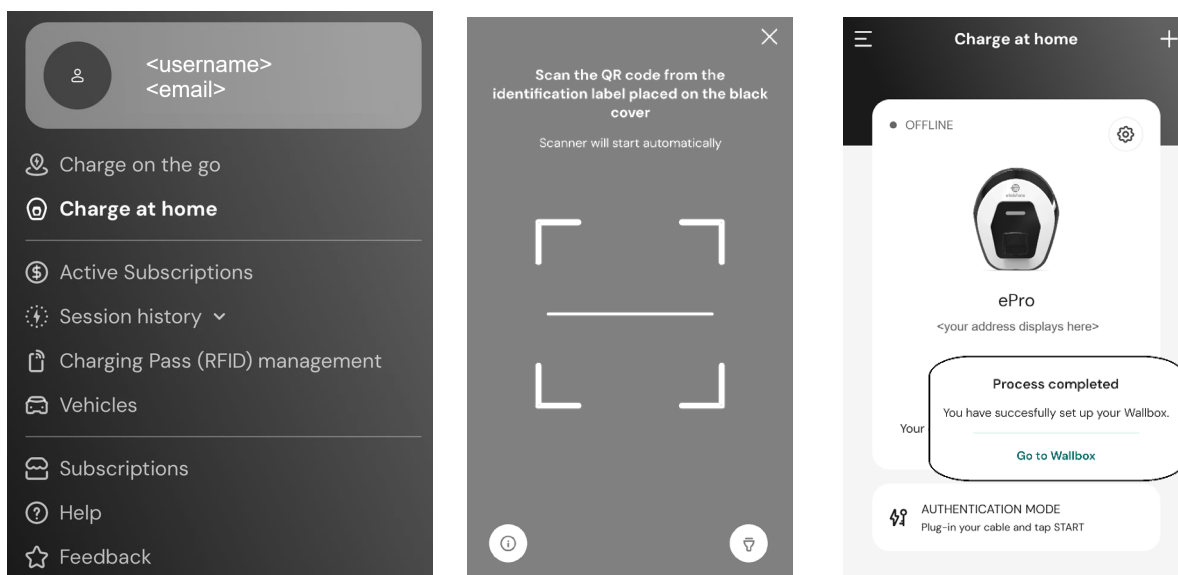 <username>
<email>
Charge on the go
Charge at home
Active Subscriptions
Session history
Charging Pass (RFID) management
Vehicles
Subscriptions
Help
Feedback
Scan the QR code from the
identification label placed on the black
cover
Scanner will start automatically
Charge at home
OFFLINE
ePro
<your address displays here>
Process completed
You have succesfully set up your Wallbox.
Your
Go to Wallbox
AUTHENTICATION MODE
Plug-in your cable and tap START